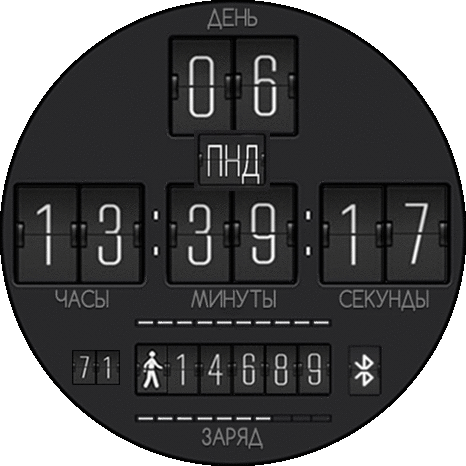 ДЕНЬ
06
ПНД
13:39:17
ЧАСЫ МИНУТЫ СЕКУНДЫ
71 14689
ЗАРЯД